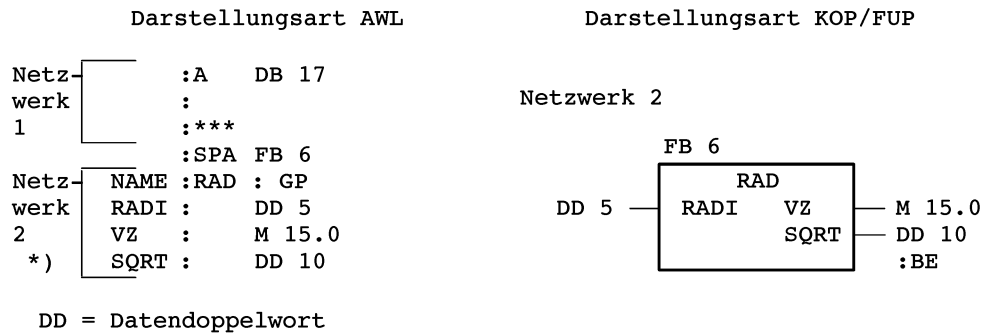 Darstellungsart AWL
Netz- :A DB 17
werk :
1 :***
:SPA FB 6
Netz- NAME :RAD : GP
werk RADI : DD 5
2 VZ : M 15.0
*) SQRT : DD 10
DD = Datendoppelwort
Darstellungsart KOP/FUP
Netzwerk 2
FB 6
RAD
DD 5 RADI VZ M 15.0
SQRT DD 10
:BE